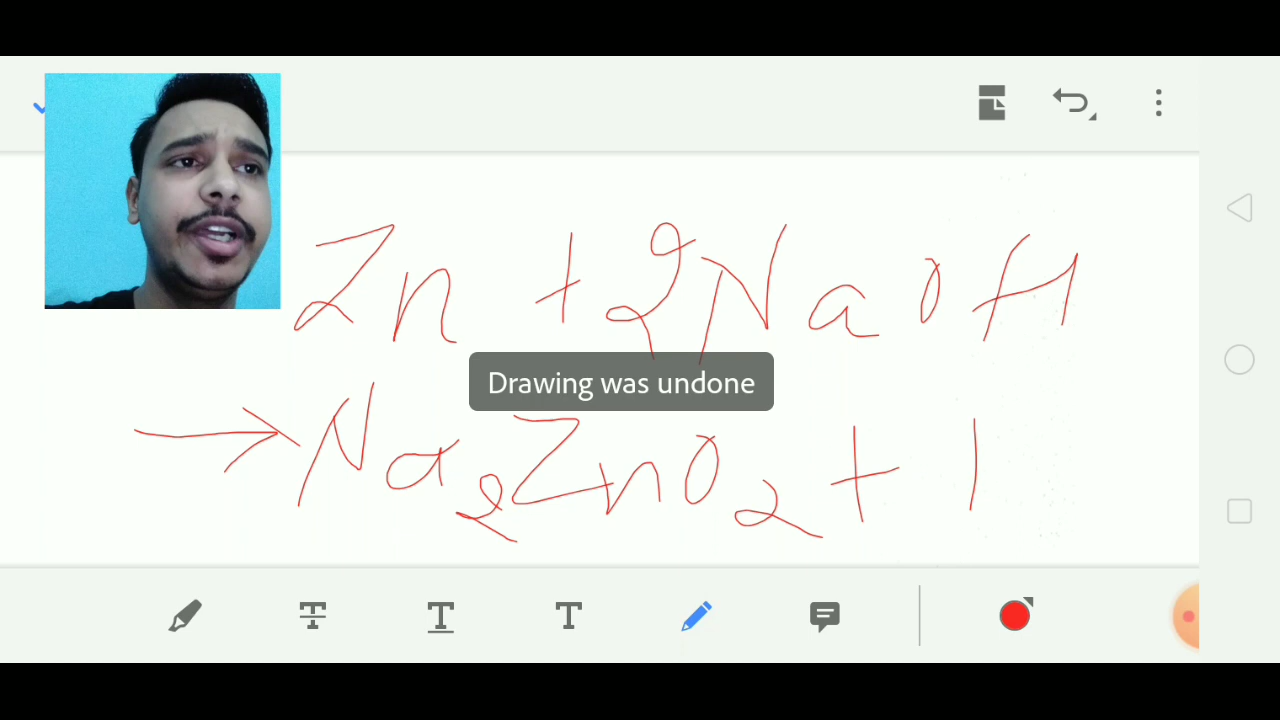 Zn + 2NaOH
Drawing was undone
→ Na₂ZnO₂ + 1
T T T